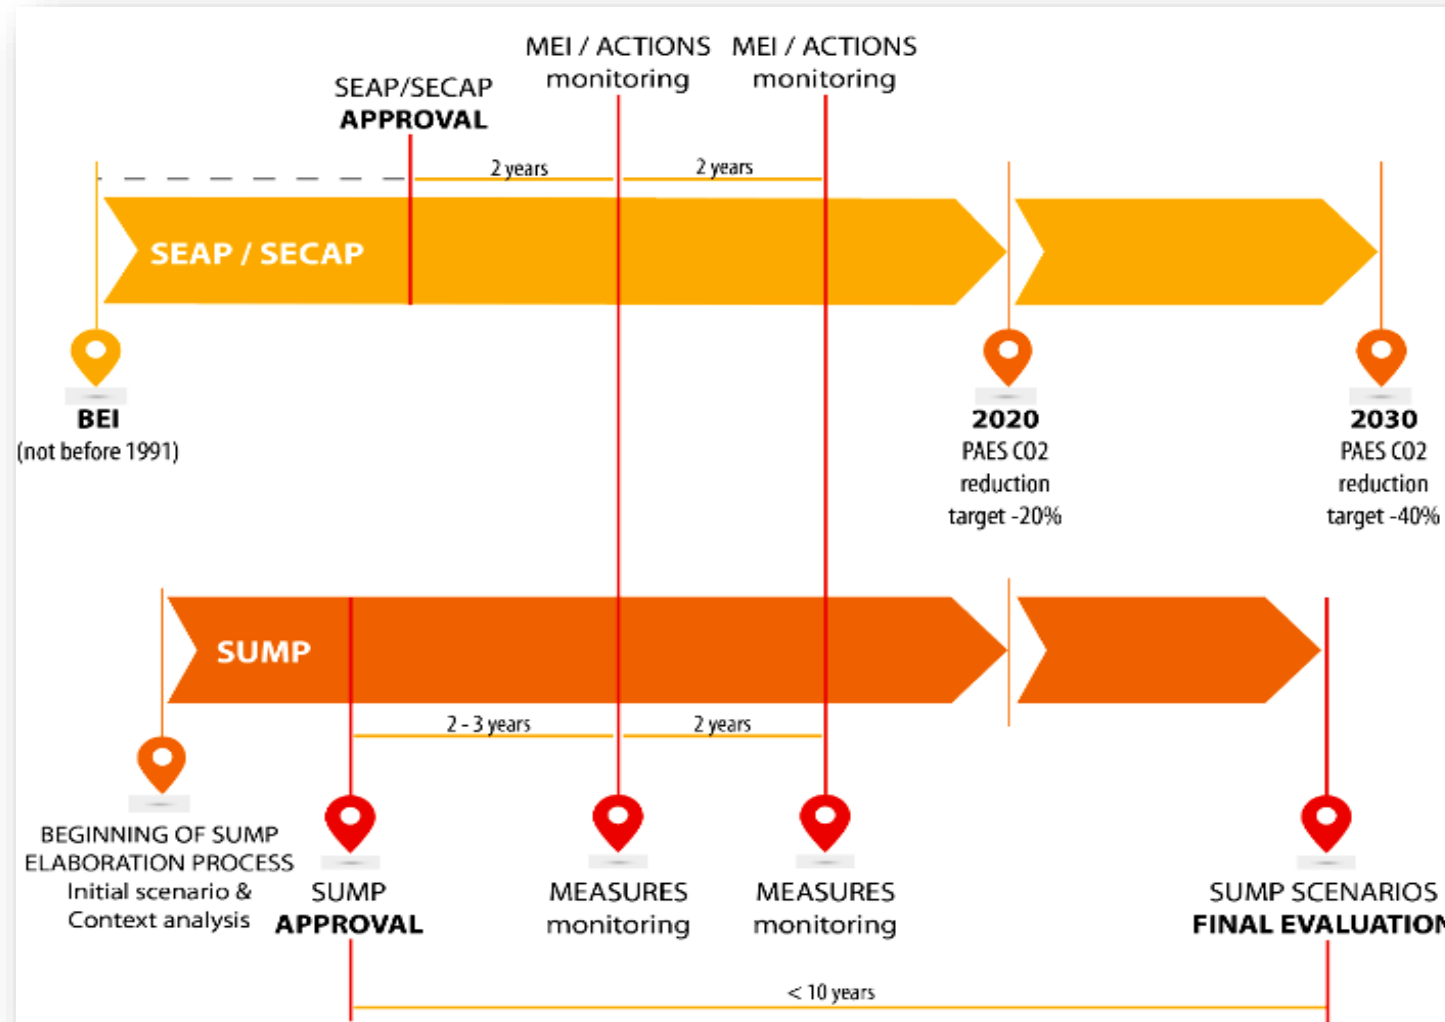 MEI / ACTIONS
monitoring
MEI / ACTIONS
monitoring
SEAP/SECAP
APPROVAL
2 years
2 years
SEAP / SECAP
BEI
(not before 1991)
2020
PAES CO2
reduction
target -20%
2030
PAES CO2
reduction
target -40%
SUMP
2 - 3 years
2 years
BEGINNING OF SUMP
ELABORATION PROCESS
Initial scenario &
Context analysis
SUMP
APPROVAL
MEASURES
monitoring
MEASURES
monitoring
SUMP SCENARIOS
FINAL EVALUATION
< 10 years